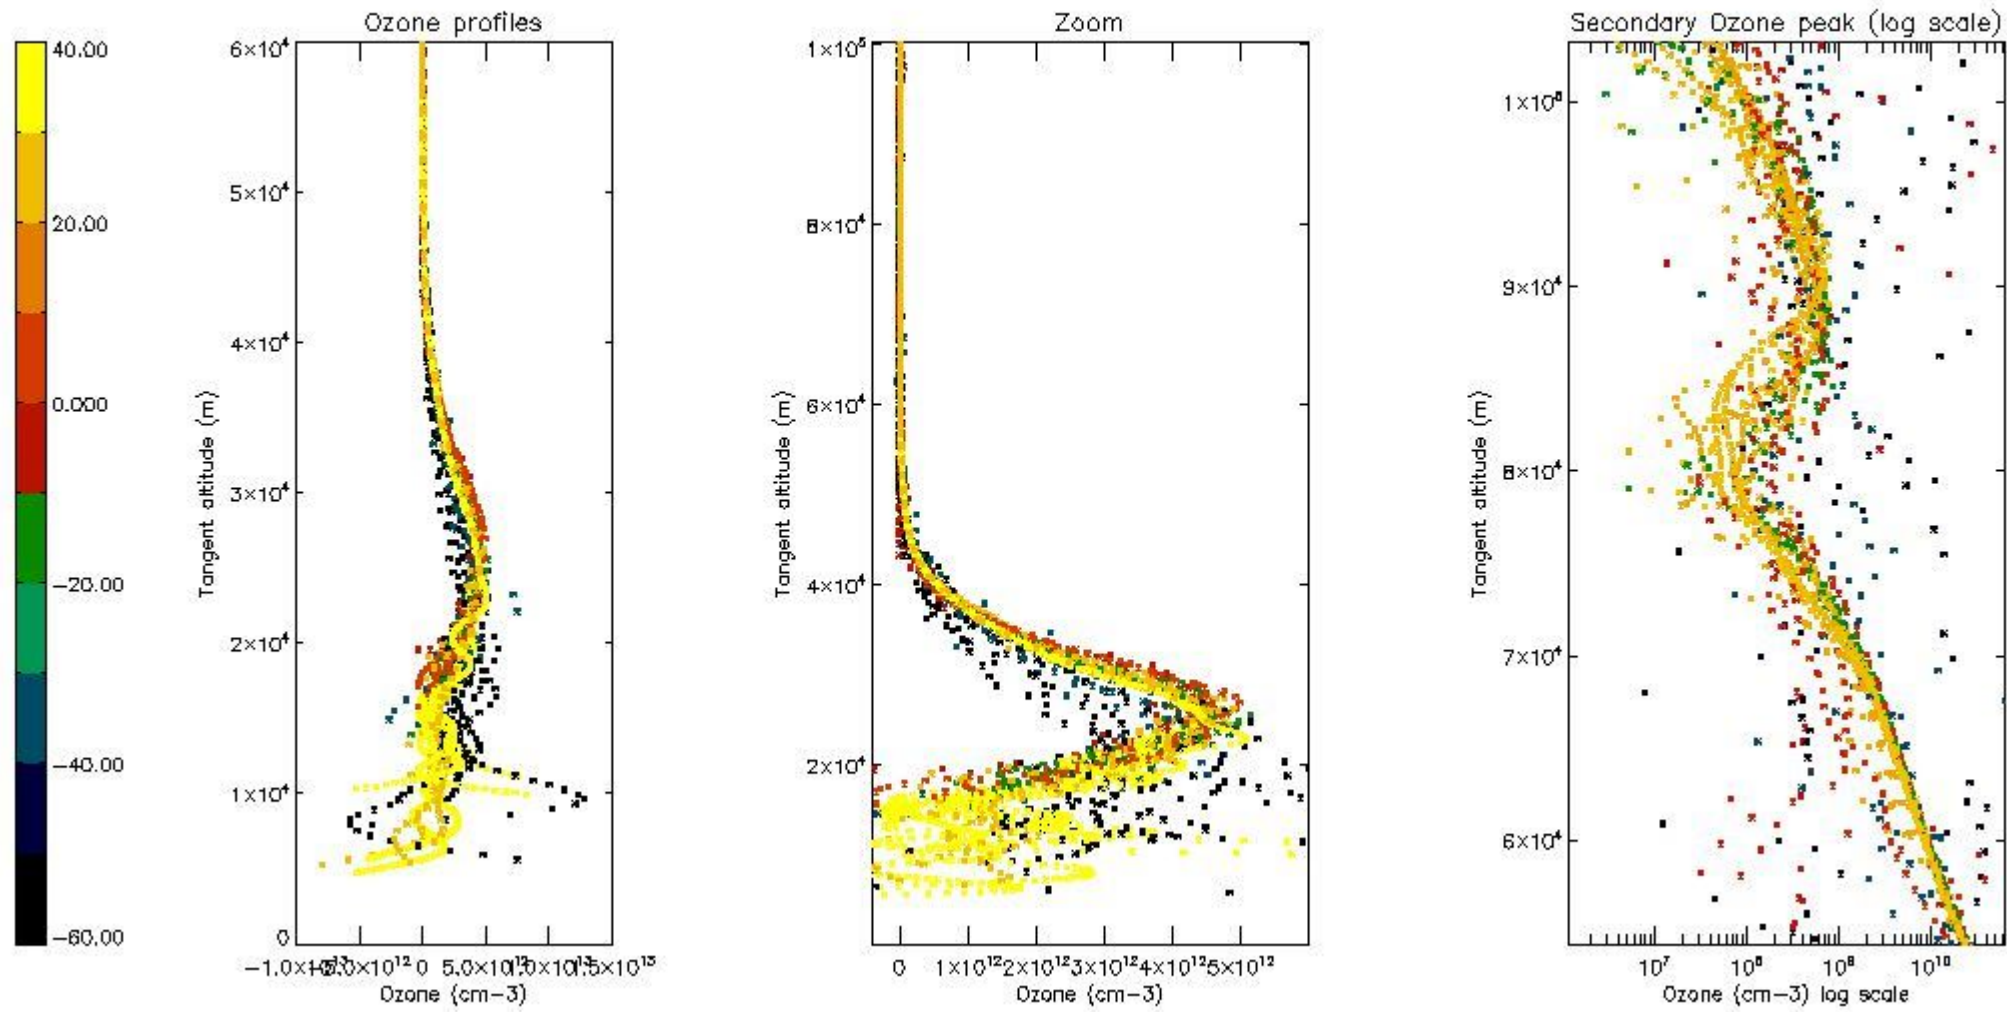 Ozone profiles
Zoom
Secondary Ozone peak (log scale)
40.00
20.00
0.000
−20.00
−40.00
−60.00
6×10⁴
5×10⁴
4×10⁴
3×10⁴
2×10⁴
1×10⁴
0
Tangent altitude (m)
0
Ozone (cm−3)
1×10⁵
8×10⁴
6×10⁴
4×10⁴
2×10⁴
Tangent altitude (m)
0 1×10¹² 2×10¹² 3×10¹² 4×10¹² 5×10¹²
Ozone (cm−3)
9×10⁴
8×10⁴
7×10⁴
6×10⁴
Tangent altitude (m)
10⁷ 10⁸ 10⁹ 10¹⁰
Ozone (cm−3) log scale